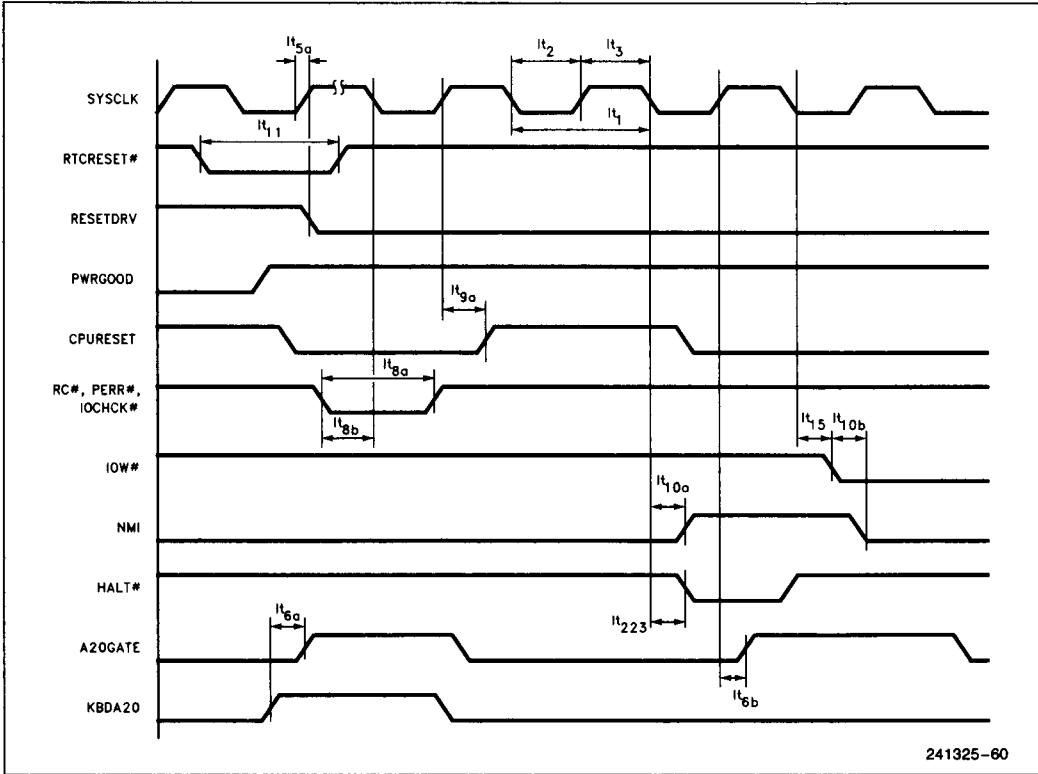 It5a
It2
It3
SYSCLK
It1
It11
RTCRESET#
RESETDRV
PWRGOOD
It9a
CPURESET
It8a
RC#, PERR#,
IOCHCK#
It8b
It15
It10b
IOW#
It10a
NMI
HALT#
It223
It6a
A20GATE
It6b
KBDA20
241325-60